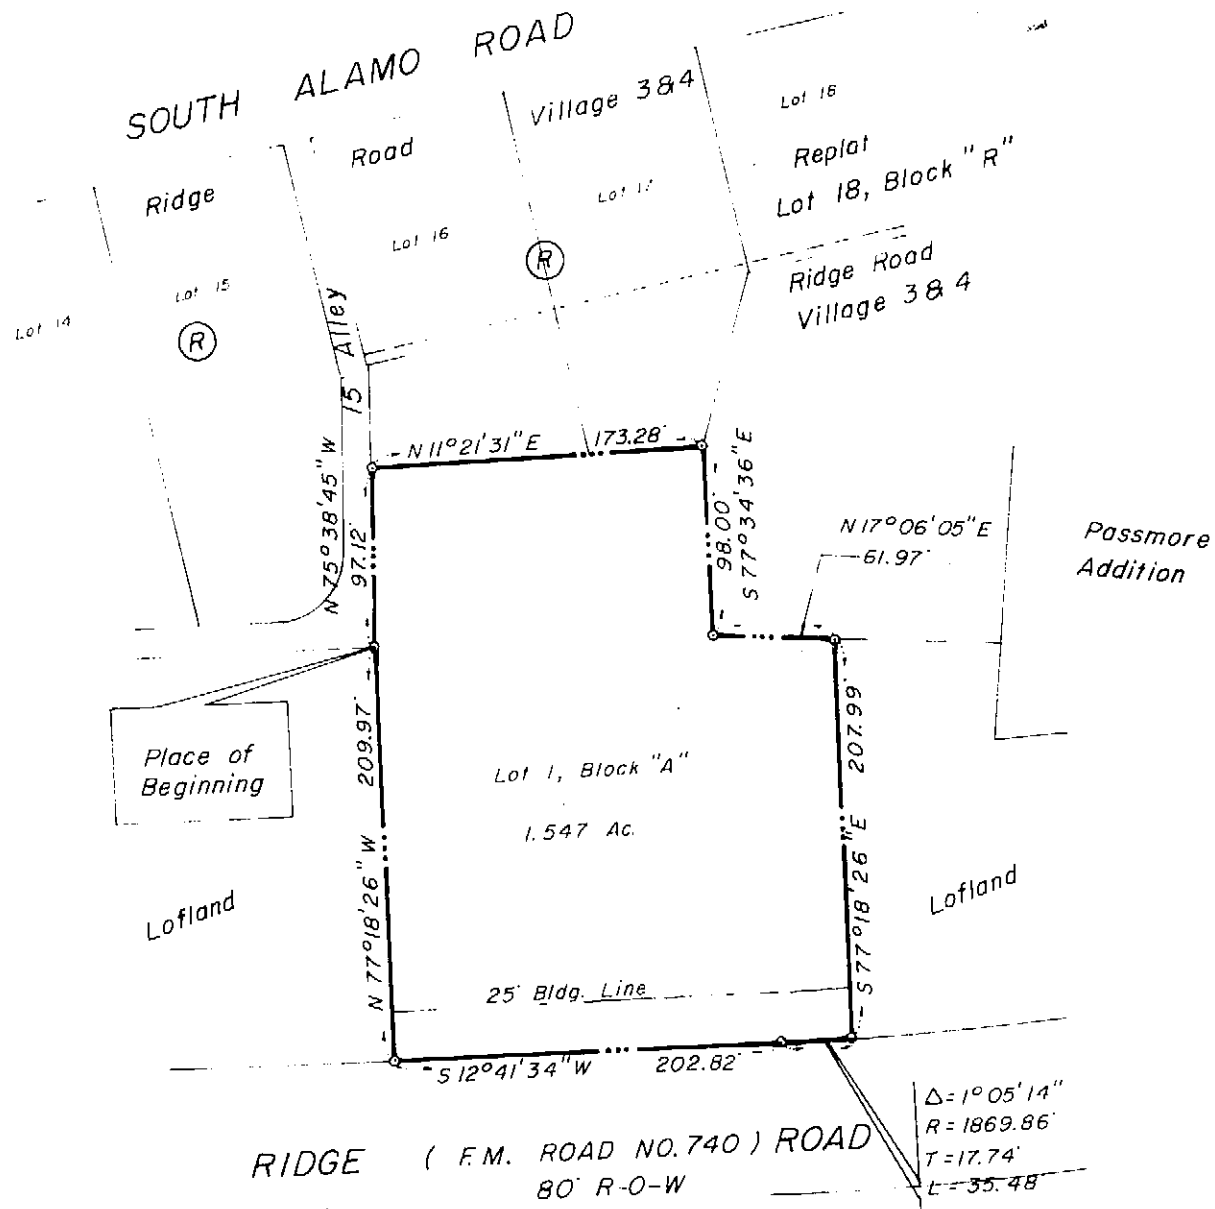 SOUTH ALAMO ROAD
Village 3 & 4
Lot 18
Road
Replat
Ridge
Lot 17
Lot 18, Block "R"
Lot 16
R
Ridge Road
Village 3 & 4
Lot 15
Lot 14
R
15' Alley
N 11°21'31" E 173.28'
N 75°38'45" W
97.12'
98.00'
S 77°34'36" E
N 17°06'05" E
61.97'
Passmore
Addition
Place of
Beginning
209.97'
N 77°18'26" W
Lot 1, Block "A"
1.547 Ac.
207.99'
S 77°18'26" E
Lofland
Lofland
25' Bldg. Line
S 12°41'34" W 202.82'
Δ = 1°05'14"
R = 1869.86'
T = 17.74'
L = 35.48'
RIDGE ( F.M. ROAD NO. 740 ) ROAD
80' R-O-W